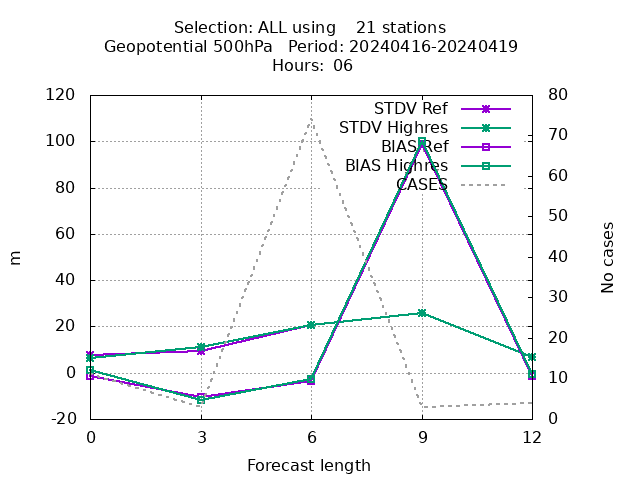 Selection: ALL using    21 stations
Geopotential 500hPa   Period: 20240416-20240419
Hours:  06
120
100
80
60
40
20
0
-20
80
70
60
50
40
30
20
10
0
STDV Ref
STDV Highres
BIAS Ref
BIAS Highres
CASES
m
No cases
0 3 6 9 12
Forecast length